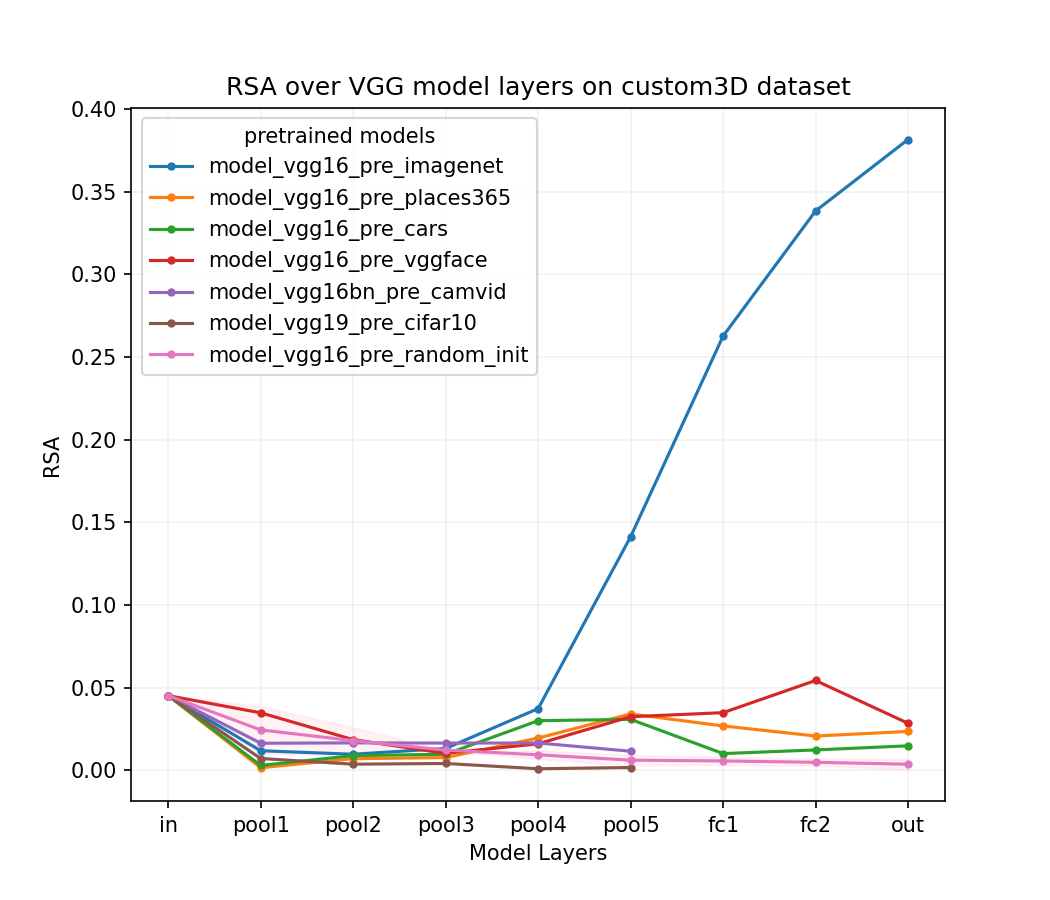 RSA over VGG model layers on custom3D dataset
pretrained models
model_vgg16_pre_imagenet
model_vgg16_pre_places365
model_vgg16_pre_cars
model_vgg16_pre_vggface
model_vgg16bn_pre_camvid
model_vgg19_pre_cifar10
model_vgg16_pre_random_init
0.40
0.35
0.30
0.25
0.20
0.15
0.10
0.05
0.00
RSA
in pool1 pool2 pool3 pool4 pool5 fc1 fc2 out
Model Layers